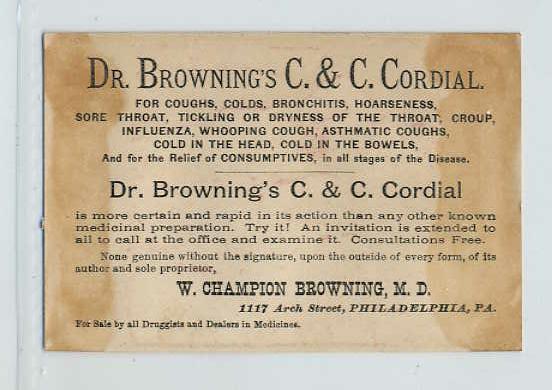 DR. BROWNING'S C. & C. CORDIAL.
FOR COUGHS, COLDS, BRONCHITIS, HOARSENESS,
SORE THROAT, TICKLING OR DRYNESS OF THE THROAT, CROUP,
INFLUENZA, WHOOPING COUGH, ASTHMATIC COUGHS,
COLD IN THE HEAD, COLD IN THE BOWELS,
And for the Relief of CONSUMPTIVES, in all stages of the Disease.
Dr. Browning's C. & C. Cordial
is more certain and rapid in its action than any other known
medicinal preparation. Try it! An invitation is extended to
all to call at the office and examine it. Consultations Free.
None genuine without the signature, upon the outside of every form, of its
author and sole proprietor,
W. CHAMPION BROWNING, M. D.
1117 Arch Street, PHILADELPHIA, PA.
For Sale by all Druggists and Dealers in Medicines.